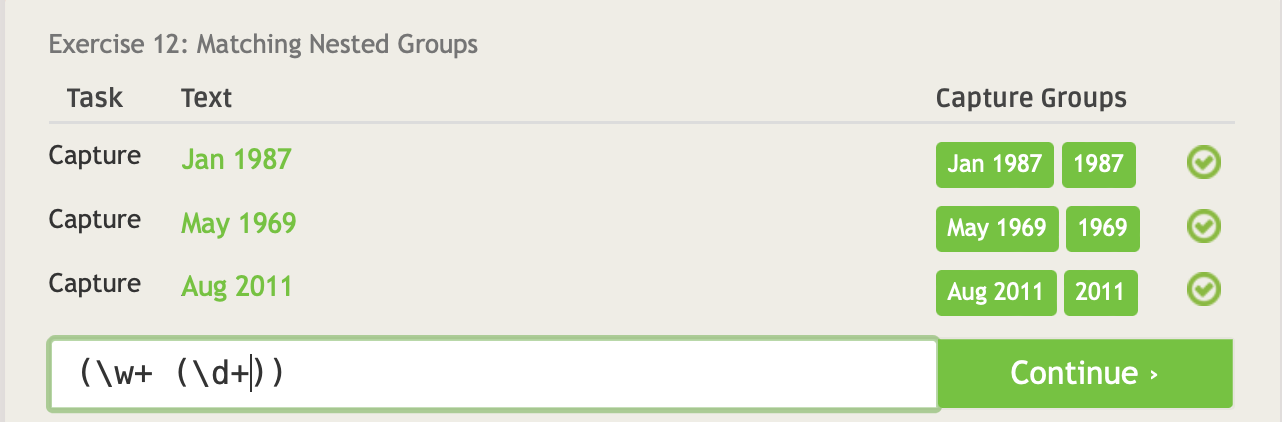 Exercise 12: Matching Nested Groups
Task Text Capture Groups
Capture Jan 1987 Jan 1987 1987
Capture May 1969 May 1969 1969
Capture Aug 2011 Aug 2011 2011
(\w+ (\d+)) Continue ›